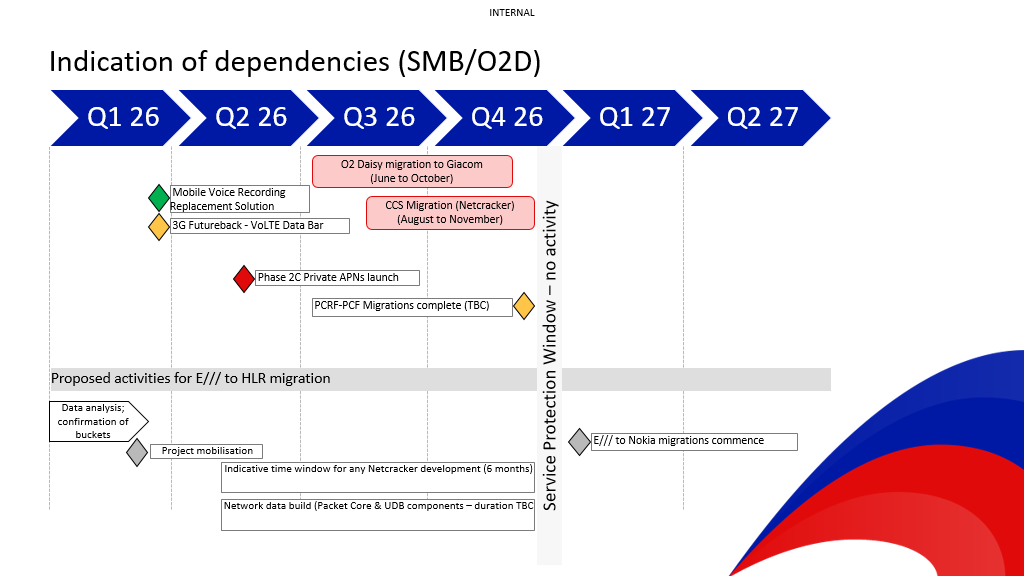 INTERNAL
Indication of dependencies (SMB/O2D)
Q1 26
Q2 26
Q3 26
Q4 26
Q1 27
Q2 27
O2 Daisy migration to Giacom
(June to October)
Mobile Voice Recording
Replacement Solution
CCS Migration (Netcracker)
(August to November)
3G Futureback - VoLTE Data Bar
Phase 2C Private APNs launch
PCRF-PCF Migrations complete (TBC)
Service Protection Window – no activity
Proposed activities for E/// to HLR migration
Data analysis;
confirmation of
buckets
Project mobilisation
E/// to Nokia migrations commence
Indicative time window for any Netcracker development (6 months)
Network data build (Packet Core & UDB components – duration TBC